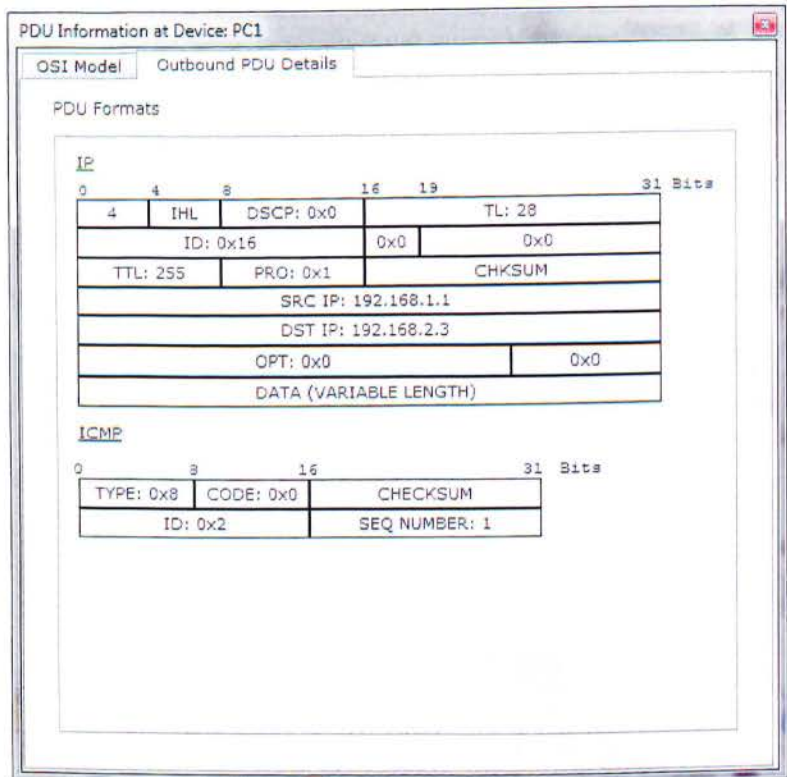 PDU Information at Device: PC1
OSI Model Outbound PDU Details
PDU Formats
IP
0 4 8 16 19 31 Bits
4 IHL DSCP: 0x0 TL: 28
ID: 0x16 0x0 0x0
TTL: 255 PRO: 0x1 CHKSUM
SRC IP: 192.168.1.1
DST IP: 192.168.2.3
OPT: 0x0 0x0
DATA (VARIABLE LENGTH)
ICMP
0 8 16 31 Bits
TYPE: 0x8 CODE: 0x0 CHECKSUM
ID: 0x2 SEQ NUMBER: 1